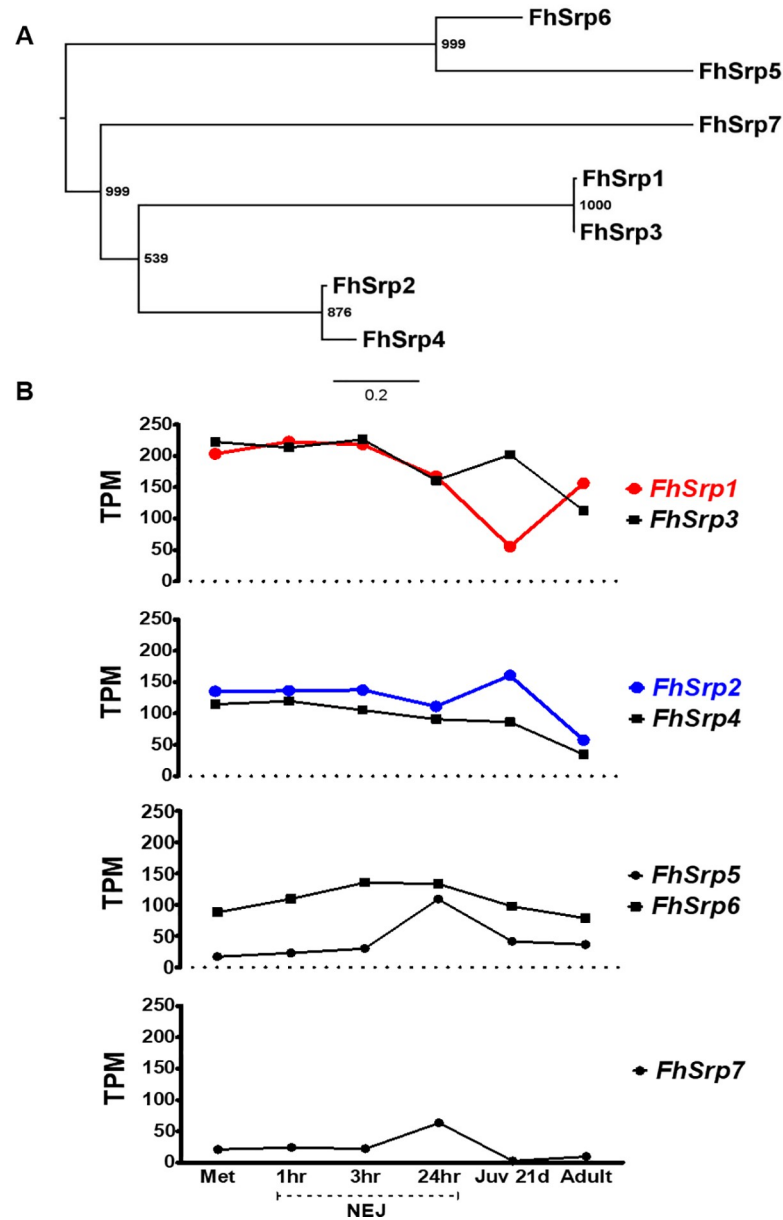 A
FhSrp6
999
FhSrp5
FhSrp7
FhSrp1
999
1000
FhSrp3
539
FhSrp2
876
FhSrp4
0.2
B
250
200
150
100
50
0
TPM
FhSrp1
FhSrp3
250
200
150
100
50
0
TPM
FhSrp2
FhSrp4
250
200
150
100
50
0
TPM
FhSrp5
FhSrp6
250
200
150
100
50
0
TPM
FhSrp7
Met 1hr 3hr 24hr Juv 21d Adult
NEJ